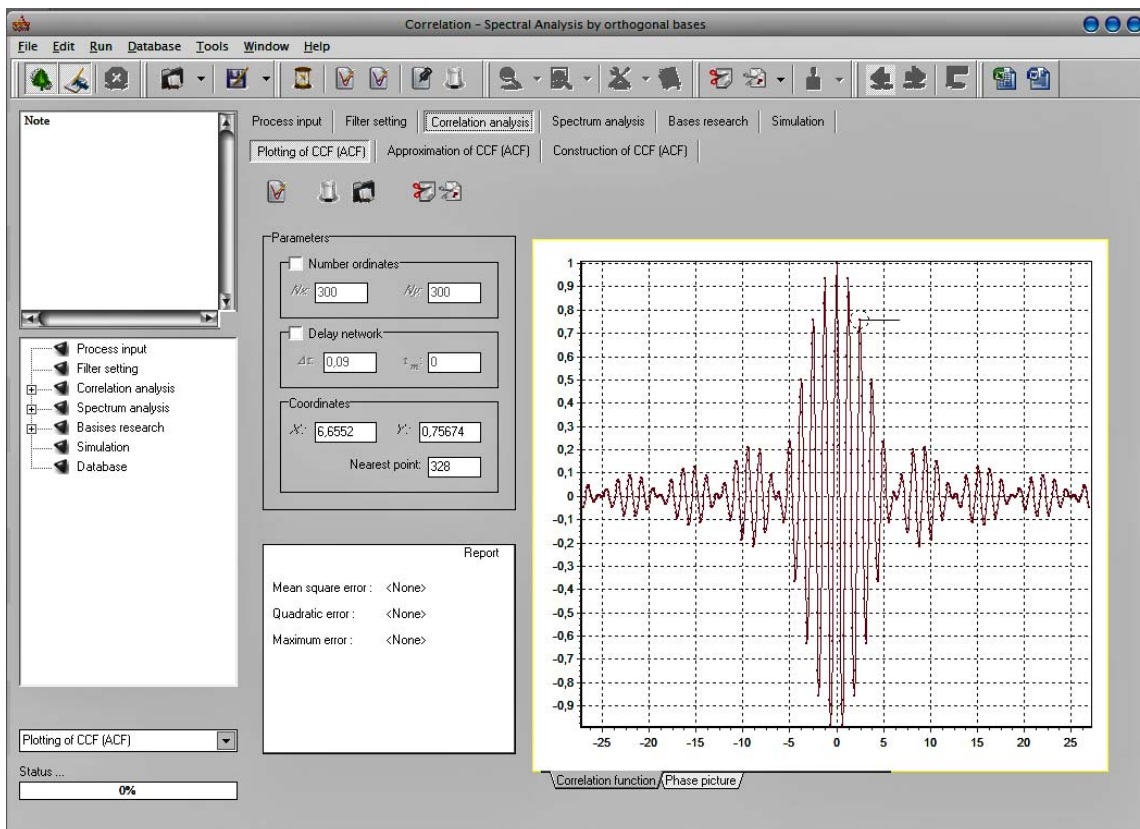 Correlation - Spectral Analysis by orthogonal bases
File Edit Run Database Tools Window Help
Note
Process input Filter setting Correlation analysis Spectrum analysis Bases research Simulation
Plotting of CCF (ACF) Approximation of CCF (ACF) Construction of CCF (ACF)
Parameters
Number ordinates
Nx: 300 Ny: 300
Delay network
Δτ: 0,09 τm: 0
Coordinates
X: 6,6552 Y: 0,75674
Nearest point: 328
Process input
Filter setting
Correlation analysis
Spectrum analysis
Basises research
Simulation
Database
Report
Mean square error : <None>
Quadratic error : <None>
Maximum error : <None>
1
0,9
0,8
0,7
0,6
0,5
0,4
0,3
0,2
0,1
0
-0,1
-0,2
-0,3
-0,4
-0,5
-0,6
-0,7
-0,8
-0,9
-25 -20 -15 -10 -5 0 5 10 15 20 25
Correlation function Phase picture
Plotting of CCF (ACF)
Status ...
0%